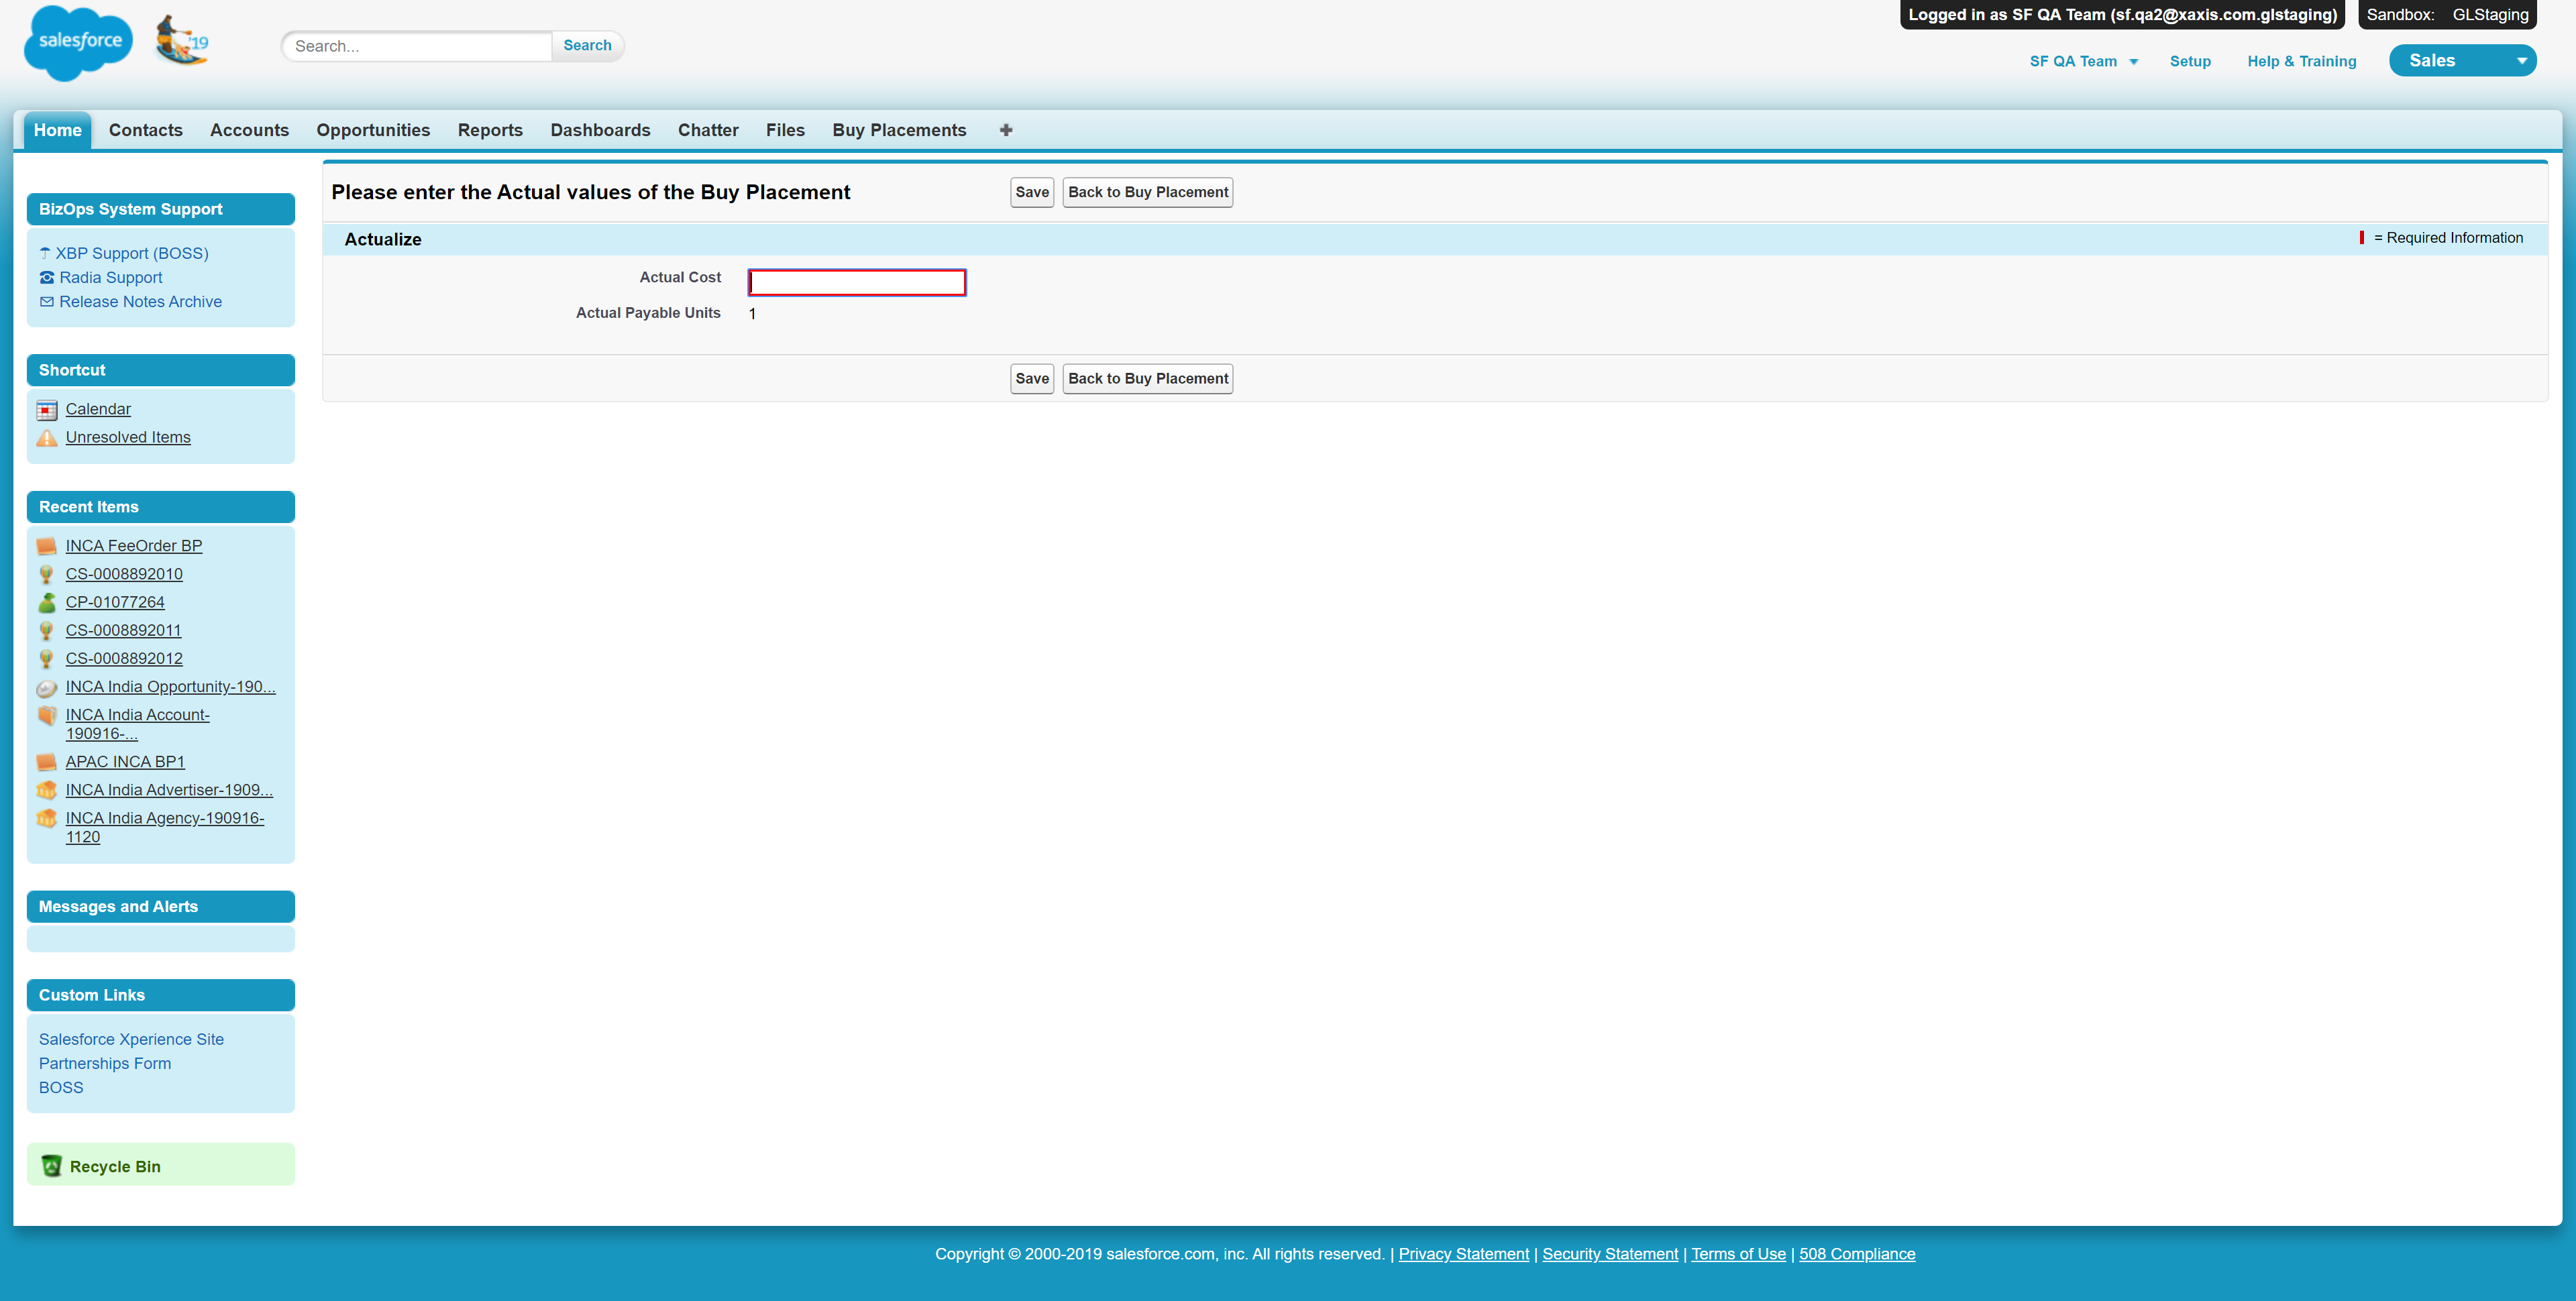 Logged in as SF QA Team (sf.qa2@xaxis.com.glstaging)
Sandbox: GLStaging
salesforce
'19
Search...
Search
SF QA Team
Setup
Help & Training
Sales
Home
Contacts
Accounts
Opportunities
Reports
Dashboards
Chatter
Files
Buy Placements
BizOps System Support
XBP Support (BOSS)
Radia Support
Release Notes Archive
Shortcut
Calendar
Unresolved Items
Recent Items
INCA FeeOrder BP
CS-0008892010
CP-01077264
CS-0008892011
CS-0008892012
INCA India Opportunity-190...
INCA India Account-
190916-...
APAC INCA BP1
INCA India Advertiser-1909...
INCA India Agency-190916-
1120
Messages and Alerts
Custom Links
Salesforce Xperience Site
Partnerships Form
BOSS
Recycle Bin
Please enter the Actual values of the Buy Placement
Save
Back to Buy Placement
Actualize
= Required Information
Actual Cost
Actual Payable Units 1
Save
Back to Buy Placement
Copyright © 2000-2019 salesforce.com, inc. All rights reserved. | Privacy Statement | Security Statement | Terms of Use | 508 Compliance